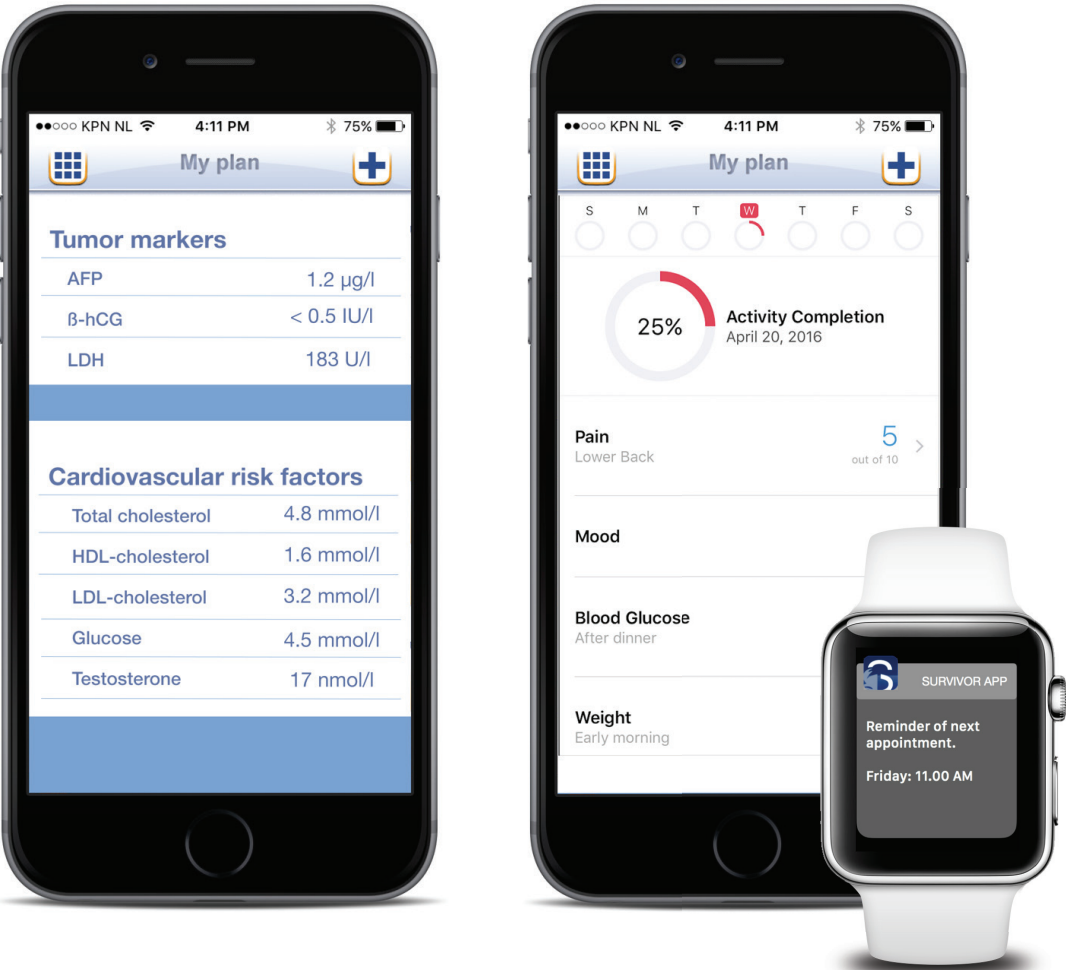 KPN NL 4:11 PM 75%
My plan
Tumor markers
AFP 1.2 µg/l
ß-hCG < 0.5 IU/l
LDH 183 U/l
Cardiovascular risk factors
Total cholesterol 4.8 mmol/l
HDL-cholesterol 1.6 mmol/l
LDL-cholesterol 3.2 mmol/l
Glucose 4.5 mmol/l
Testosterone 17 nmol/l
KPN NL 4:11 PM 75%
My plan
S M T W T F S
25%
Activity Completion
April 20, 2016
Pain
Lower Back
5
out of 10
Mood
Blood Glucose
After dinner
Weight
Early morning
S
SURVIVOR APP
Reminder of next
appointment.
Friday: 11.00 AM